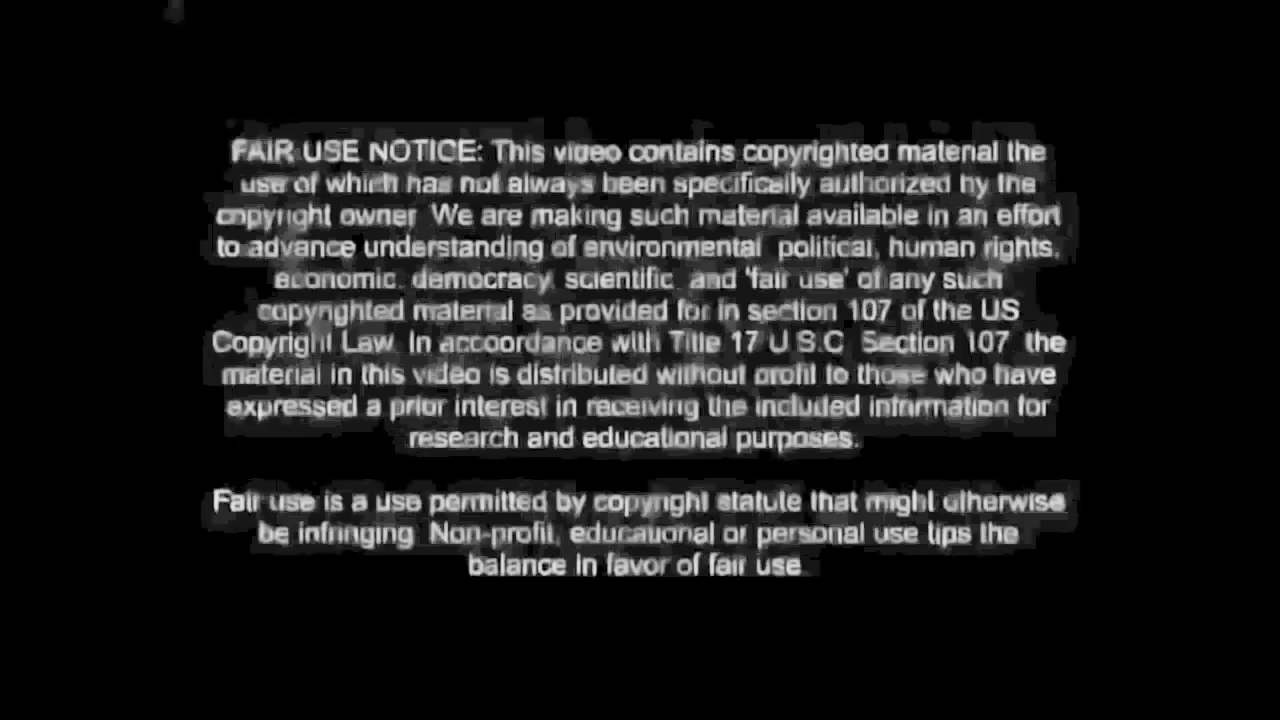 FAIR USE NOTICE: This video contains copyrighted material the
use of which has not always been specifically authorized by the
copyright owner. We are making such material available in an effort
to advance understanding of environmental, political, human rights,
economic, democracy, scientific, and 'fair use' of any such
copyrighted material as provided for in section 107 of the US
Copyright Law. In accoordance with Title 17 U.S.C. Section 107, the
material in this video is distributed without profit to those who have
expressed a prior interest in receiving the included information for
research and educational purposes.
Fair use is a use permitted by copyright statute that might otherwise
be infringing. Non-profit, educational or personal use tips the
balance in favor of fair use.